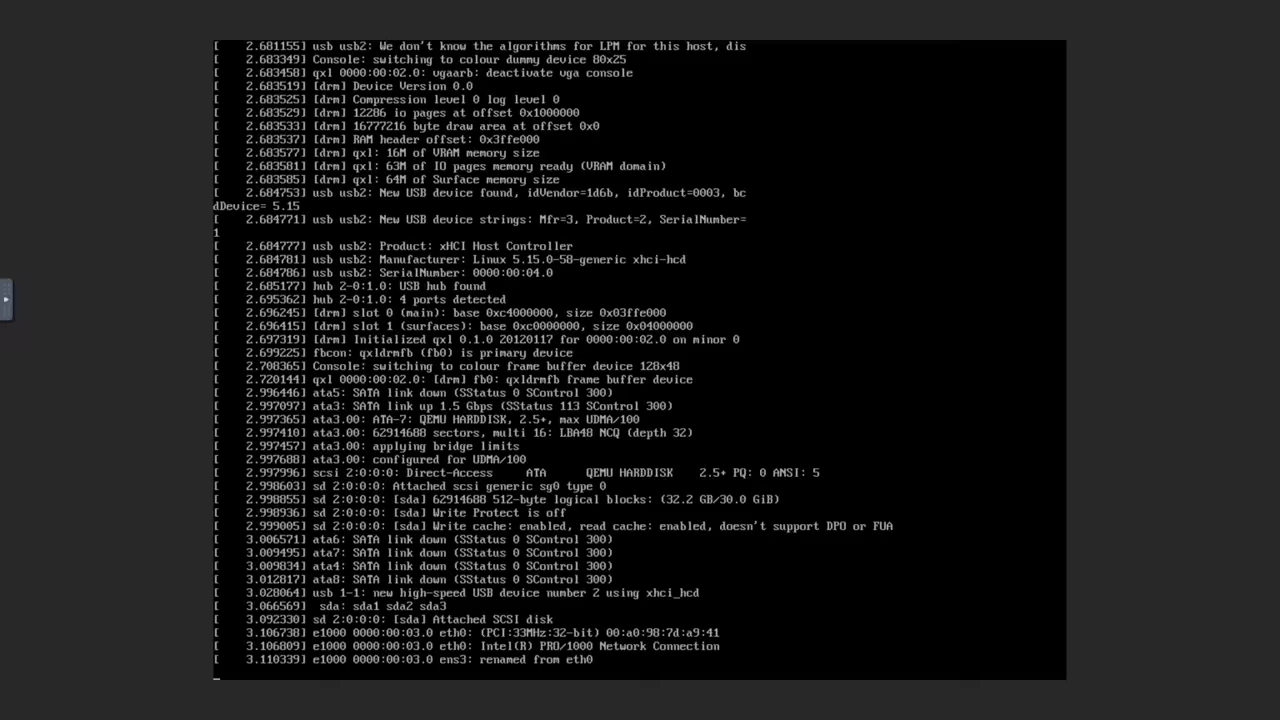 [    2.681155] usb usb2: We don't know the algorithms for LPM for this host, dis
[    2.683349] Console: switching to colour dummy device 80x25
[    2.683458] qxl 0000:00:02.0: vgaarb: deactivate vga console
[    2.683519] [drm] Device Version 0.0
[    2.683525] [drm] Compression level 0 log level 0
[    2.683529] [drm] 12286 io pages at offset 0x1000000
[    2.683533] [drm] 16777216 byte draw area at offset 0x0
[    2.683537] [drm] RAM header offset: 0x3ffe000
[    2.683577] [drm] qxl: 16M of VRAM memory size
[    2.683581] [drm] qxl: 63M of IO pages memory ready (VRAM domain)
[    2.683585] [drm] qxl: 64M of Surface memory size
[    2.684753] usb usb2: New USB device found, idVendor=1d6b, idProduct=0003, bc
dDevice= 5.15
[    2.684771] usb usb2: New USB device strings: Mfr=3, Product=2, SerialNumber=
1
[    2.684777] usb usb2: Product: xHCI Host Controller
[    2.684781] usb usb2: Manufacturer: Linux 5.15.0-58-generic xhci-hcd
[    2.684786] usb usb2: SerialNumber: 0000:00:04.0
[    2.685177] hub 2-0:1.0: USB hub found
[    2.695362] hub 2-0:1.0: 4 ports detected
[    2.696245] [drm] slot 0 (main): base 0xc4000000, size 0x03ffe000
[    2.696415] [drm] slot 1 (surfaces): base 0xc0000000, size 0x04000000
[    2.697319] [drm] Initialized qxl 0.1.0 20120117 for 0000:00:02.0 on minor 0
[    2.699225] fbcon: qxldrmfb (fb0) is primary device
[    2.708365] Console: switching to colour frame buffer device 128x48
[    2.720144] qxl 0000:00:02.0: [drm] fb0: qxldrmfb frame buffer device
[    2.996446] ata5: SATA link down (SStatus 0 SControl 300)
[    2.997097] ata3: SATA link up 1.5 Gbps (SStatus 113 SControl 300)
[    2.997365] ata3.00: ATA-7: QEMU HARDDISK, 2.5+, max UDMA/100
[    2.997410] ata3.00: 62914688 sectors, multi 16: LBA48 NCQ (depth 32)
[    2.997457] ata3.00: applying bridge limits
[    2.997688] ata3.00: configured for UDMA/100
[    2.997996] scsi 2:0:0:0: Direct-Access     ATA      QEMU HARDDISK    2.5+ PQ: 0 ANSI: 5
[    2.998603] sd 2:0:0:0: Attached scsi generic sg0 type 0
[    2.998855] sd 2:0:0:0: [sda] 62914688 512-byte logical blocks: (32.2 GB/30.0 GiB)
[    2.998936] sd 2:0:0:0: [sda] Write Protect is off
[    2.999005] sd 2:0:0:0: [sda] Write cache: enabled, read cache: enabled, doesn't support DPO or FUA
[    3.006571] ata6: SATA link down (SStatus 0 SControl 300)
[    3.009495] ata7: SATA link down (SStatus 0 SControl 300)
[    3.009834] ata4: SATA link down (SStatus 0 SControl 300)
[    3.012817] ata8: SATA link down (SStatus 0 SControl 300)
[    3.028064] usb 1-1: new high-speed USB device number 2 using xhci_hcd
[    3.066569]  sda: sda1 sda2 sda3
[    3.092330] sd 2:0:0:0: [sda] Attached SCSI disk
[    3.106738] e1000 0000:00:03.0 eth0: (PCI:33MHz:32-bit) 00:a0:98:7d:a9:41
[    3.106809] e1000 0000:00:03.0 eth0: Intel(R) PRO/1000 Network Connection
[    3.110339] e1000 0000:00:03.0 ens3: renamed from eth0